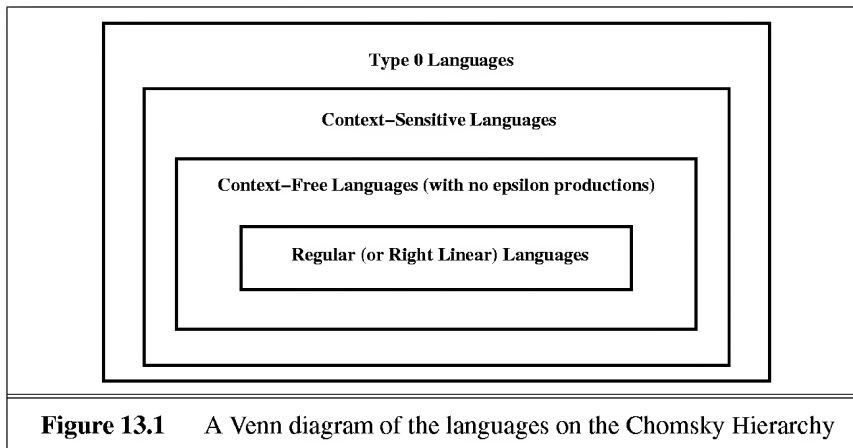 Type 0 Languages
Context–Sensitive Languages
Context–Free Languages (with no epsilon productions)
Regular (or Right Linear) Languages
Figure 13.1 A Venn diagram of the languages on the Chomsky Hierarchy